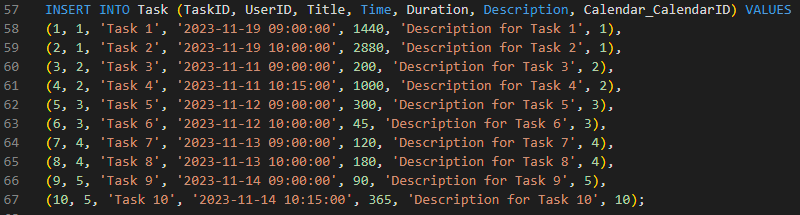 57 INSERT INTO Task (TaskID, UserID, Title, Time, Duration, Description, Calendar_CalendarID) VALUES
58 (1, 1, 'Task 1', '2023-11-19 09:00:00', 1440, 'Description for Task 1', 1),
59 (2, 1, 'Task 2', '2023-11-19 10:00:00', 2880, 'Description for Task 2', 1),
60 (3, 2, 'Task 3', '2023-11-11 09:00:00', 200, 'Description for Task 3', 2),
61 (4, 2, 'Task 4', '2023-11-11 10:15:00', 1000, 'Description for Task 4', 2),
62 (5, 3, 'Task 5', '2023-11-12 09:00:00', 300, 'Description for Task 5', 3),
63 (6, 3, 'Task 6', '2023-11-12 10:00:00', 45, 'Description for Task 6', 3),
64 (7, 4, 'Task 7', '2023-11-13 09:00:00', 120, 'Description for Task 7', 4),
65 (8, 4, 'Task 8', '2023-11-13 10:00:00', 180, 'Description for Task 8', 4),
66 (9, 5, 'Task 9', '2023-11-14 09:00:00', 90, 'Description for Task 9', 5),
67 (10, 5, 'Task 10', '2023-11-14 10:15:00', 365, 'Description for Task 10', 10);